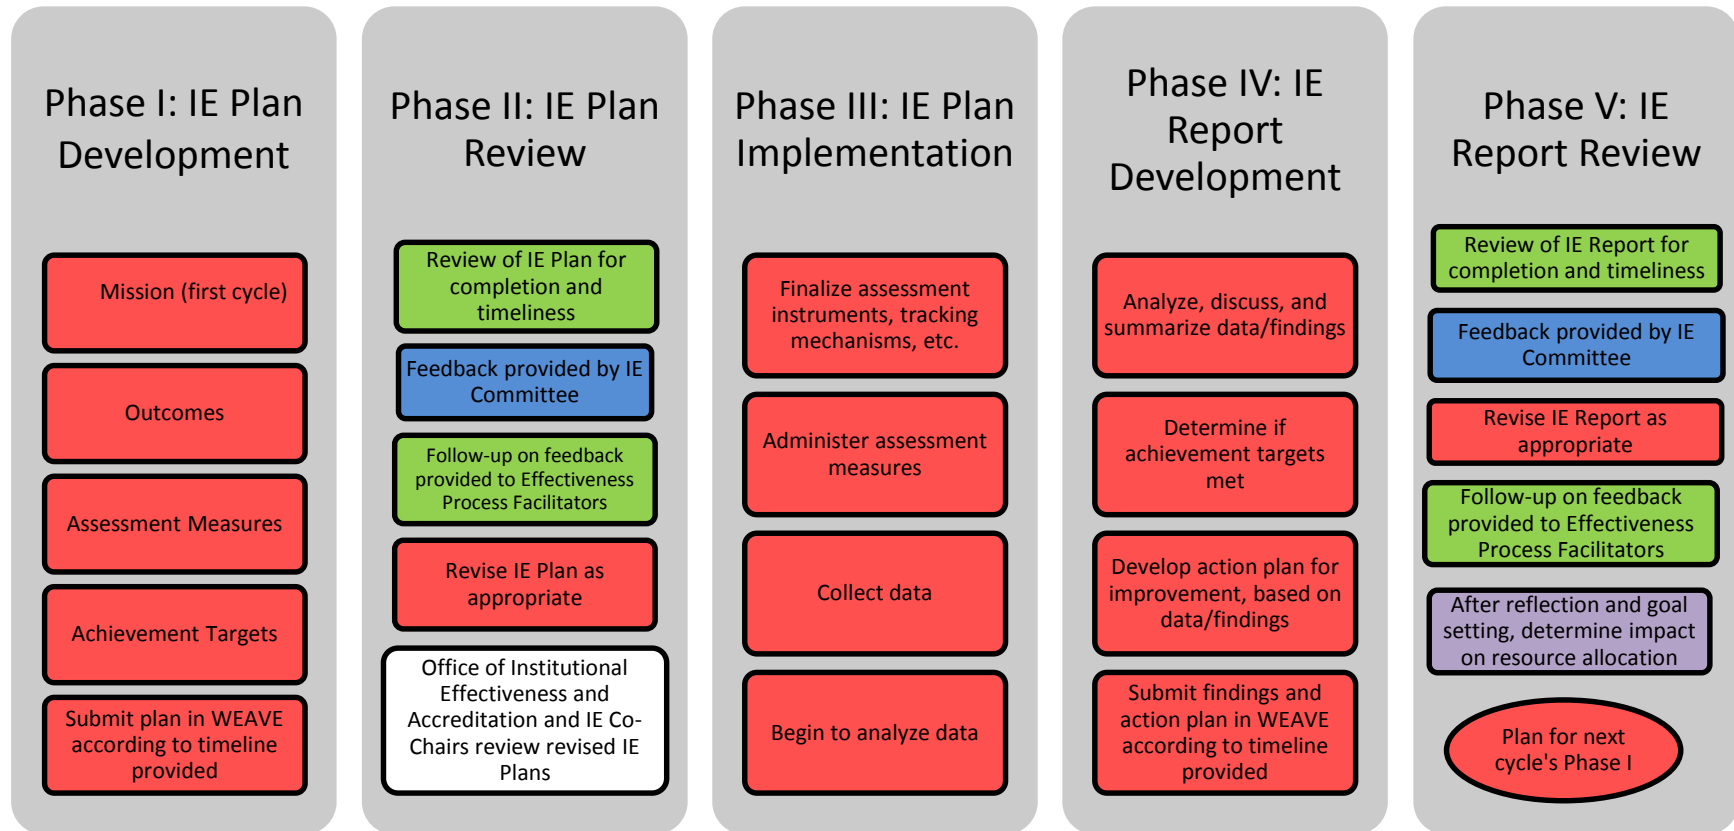 Phase I: IE Plan
Development
Mission (first cycle)
Outcomes
Assessment Measures
Achievement Targets
Submit plan in WEAVE
according to timeline
provided
Phase II: IE Plan
Review
Review of IE Plan for
completion and
timeliness
Feedback provided by IE
Committee
Follow-up on feedback
provided to Effectiveness
Process Facilitators
Revise IE Plan as
appropriate
Office of Institutional
Effectiveness and
Accreditation and IE Co-
Chairs review revised IE
Plans
Phase III: IE Plan
Implementation
Finalize assessment
instruments, tracking
mechanisms, etc.
Administer assessment
measures
Collect data
Begin to analyze data
Phase IV: IE
Report
Development
Analyze, discuss, and
summarize data/findings
Determine if
achievement targets
met
Develop action plan for
improvement, based on
data/findings
Submit findings and
action plan in WEAVE
according to timeline
provided
Phase V: IE
Report Review
Review of IE Report for
completion and timeliness
Feedback provided by IE
Committee
Revise IE Report as
appropriate
Follow-up on feedback
provided to Effectiveness
Process Facilitators
After reflection and goal
setting, determine impact
on resource allocation
Plan for next
cycle's Phase I